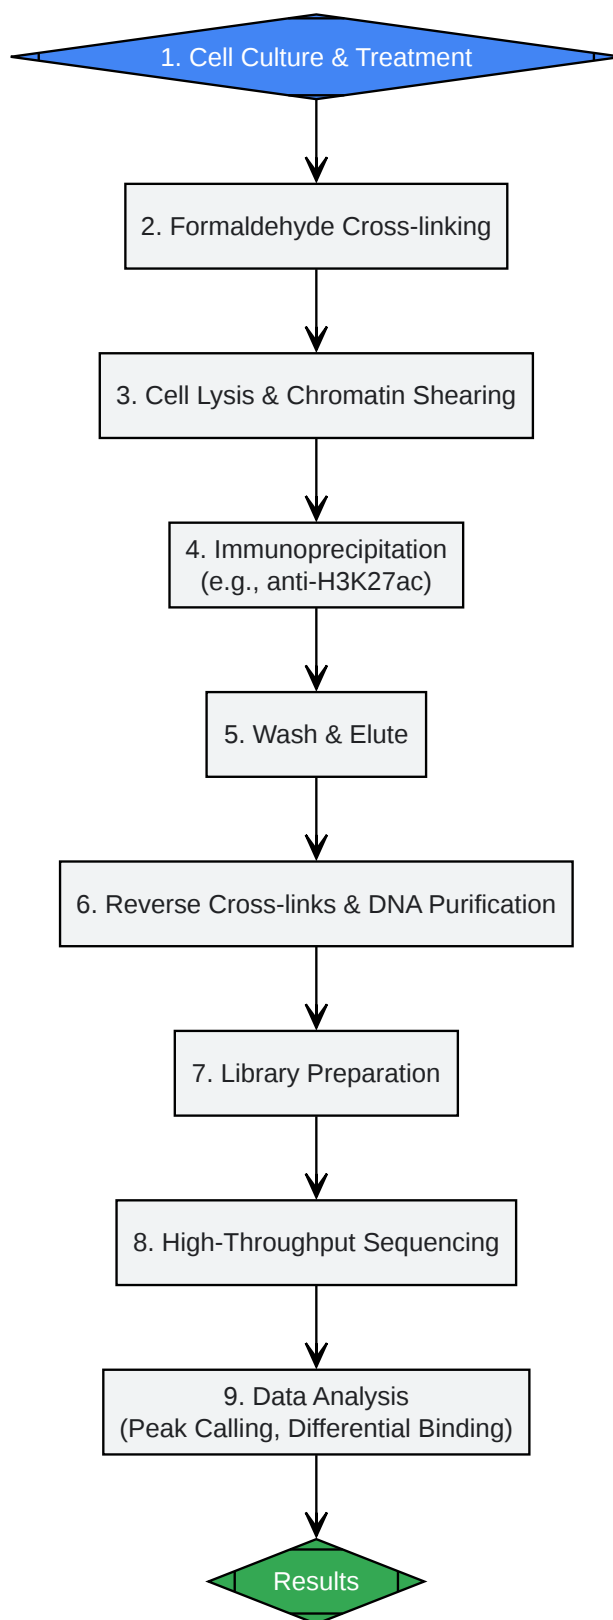 1. Cell Culture & Treatment
2. Formaldehyde Cross-linking
3. Cell Lysis & Chromatin Shearing
4. Immunoprecipitation
(e.g., anti-H3K27ac)
5. Wash & Elute
6. Reverse Cross-links & DNA Purification
7. Library Preparation
8. High-Throughput Sequencing
9. Data Analysis
(Peak Calling, Differential Binding)
Results